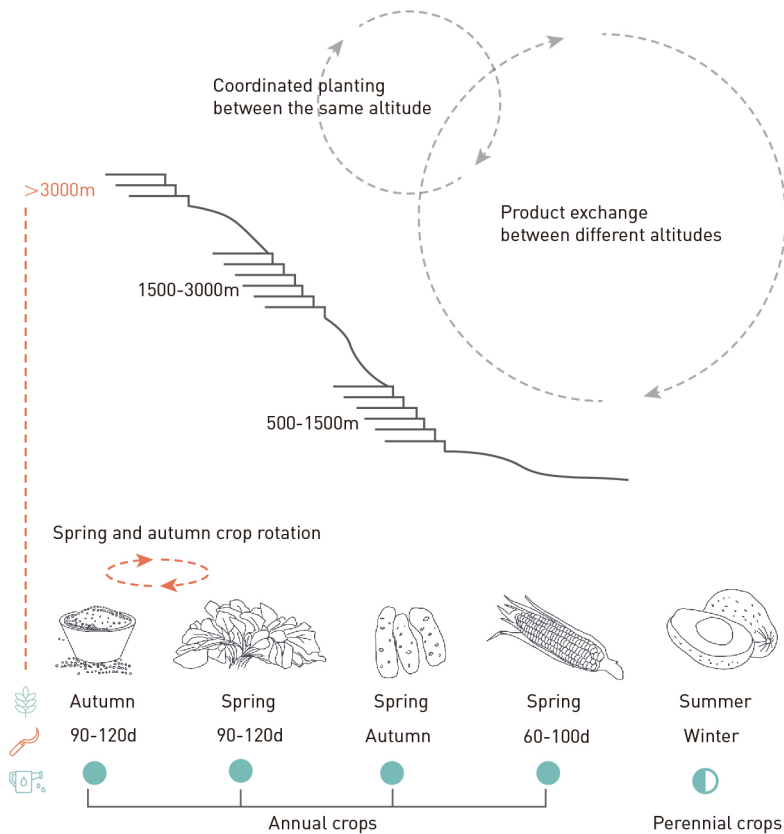 Coordinated planting
between the same altitude
>3000m
Product exchange
between different altitudes
1500-3000m
500-1500m
Spring and autumn crop rotation
Autumn Spring Spring Spring Summer
90-120d 90-120d Autumn 60-100d Winter
Annual crops Perennial crops